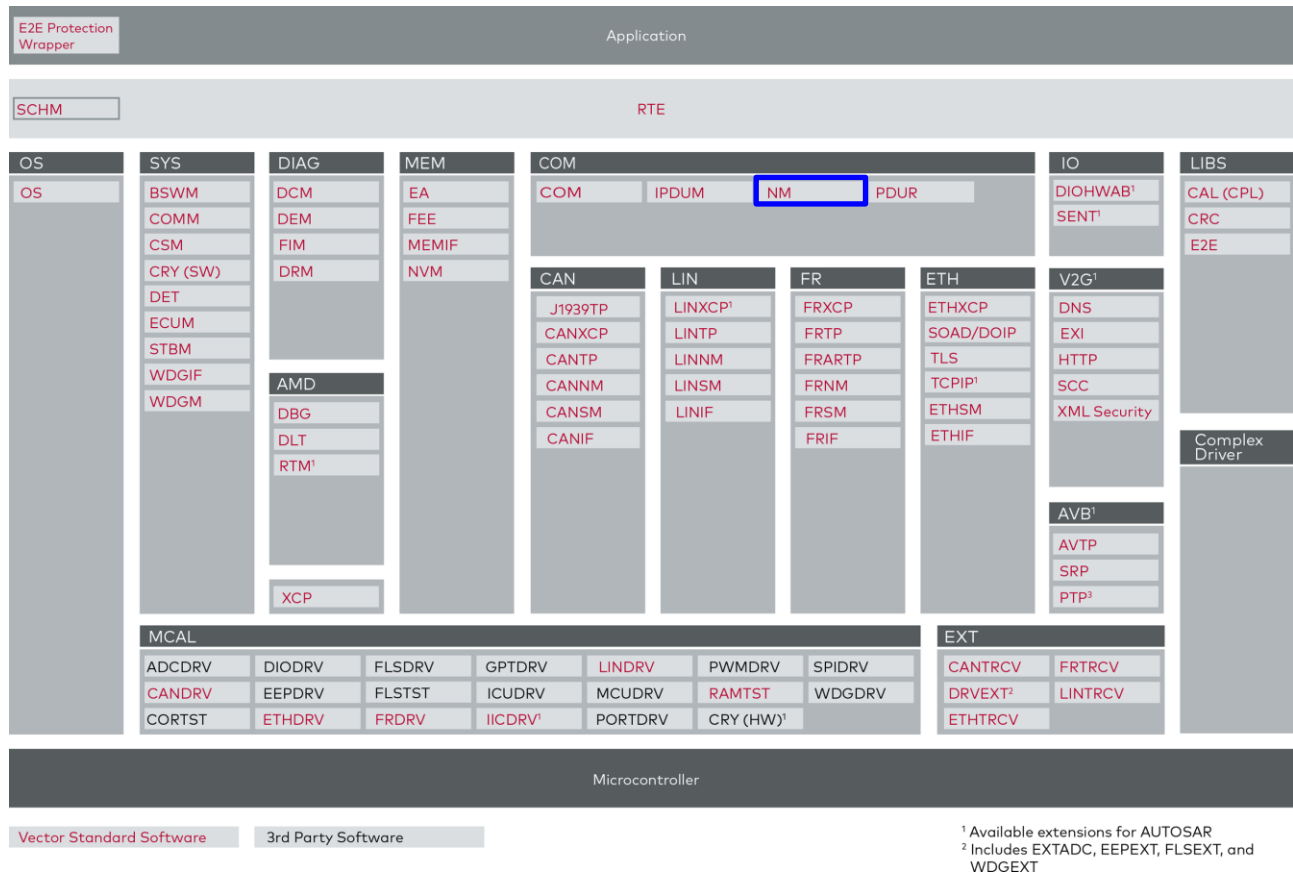 E2E Protection
Wrapper
Application
SCHM
RTE
OS
OS
SYS
BSWM
COMM
CSM
CRY (SW)
DET
ECUM
STBM
WDGIF
WDGM
DIAG
DCM
DEM
FIM
DRM
AMD
DBG
DLT
RTM¹
XCP
MEM
EA
FEE
MEMIF
NVM
COM
COM
IPDUM
NM
PDUR
CAN
J1939TP
CANXCP
CANTP
CANNM
CANSM
CANIF
LIN
LINXCP¹
LINTP
LINNM
LINSM
LINIF
FR
FRXCP
FRTP
FRARTP
FRNM
FRSM
FRIF
ETH
ETHXCP
SOAD/DOIP
TLS
TCPIP¹
ETHSM
ETHIF
IO
DIOHWAB¹
SENT¹
V2G¹
DNS
EXI
HTTP
SCC
XML Security
AVB¹
AVTP
SRP
PTP³
LIBS
CAL (CPL)
CRC
E2E
Complex
Driver
MCAL
ADCDRV DIODRV FLSDRV GPTDRV LINDRV PWMDRV SPIDRV
CANDRV EEPDRV FLSTST ICUDRV MCUDRV RAMTST WDGDRV
CORTST ETHDRV FRDRV IICDRV¹ PORTDRV CRY (HW)¹
EXT
CANTRCV FRTRCV
DRVEXT² LINTRCV
ETHTRCV
Microcontroller
Vector Standard Software
3rd Party Software
¹ Available extensions for AUTOSAR
² Includes EXTADC, EEPEXT, FLSEXT, and
WDGEXT